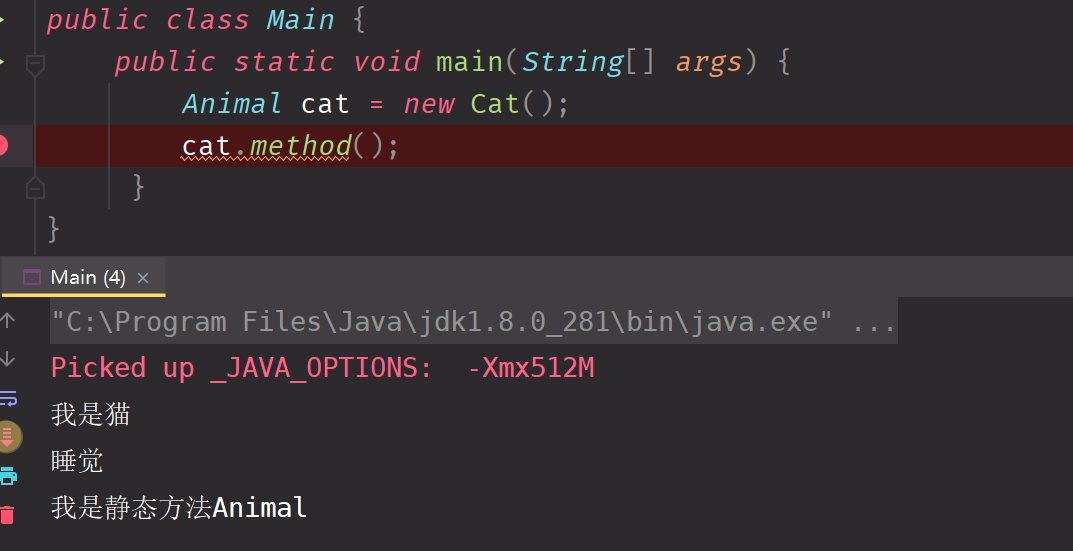 public class Main {
public static void main(String[] args) {
Animal cat = new Cat();
cat.method();
}
}
Main (4) ×
"C:\Program Files\Java\jdk1.8.0_281\bin\java.exe" ...
Picked up _JAVA_OPTIONS:  -Xmx512M
我是猫
睡觉
我是静态方法Animal